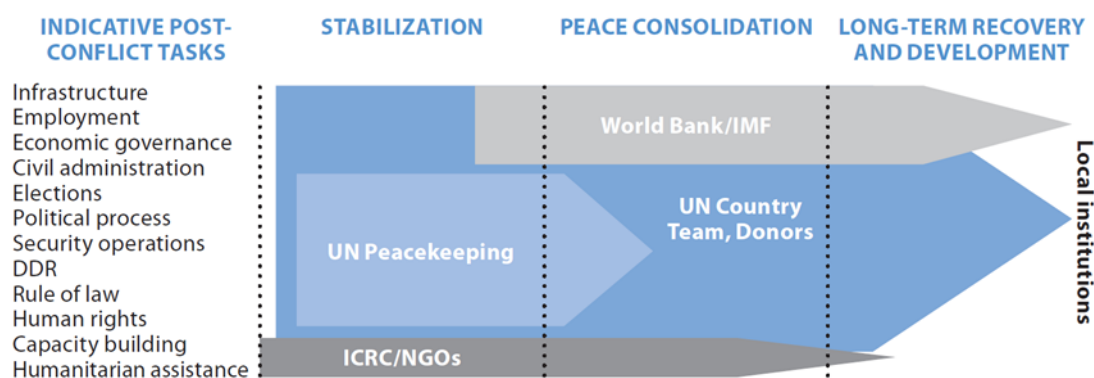 INDICATIVE POST-
CONFLICT TASKS
STABILIZATION
PEACE CONSOLIDATION
LONG-TERM RECOVERY
AND DEVELOPMENT
Infrastructure
Employment
Economic governance
Civil administration
Elections
Political process
Security operations
DDR
Rule of law
Human rights
Capacity building
Humanitarian assistance
World Bank/IMF
UN Peacekeeping
UN Country
Team, Donors
ICRC/NGOs
Local institutions